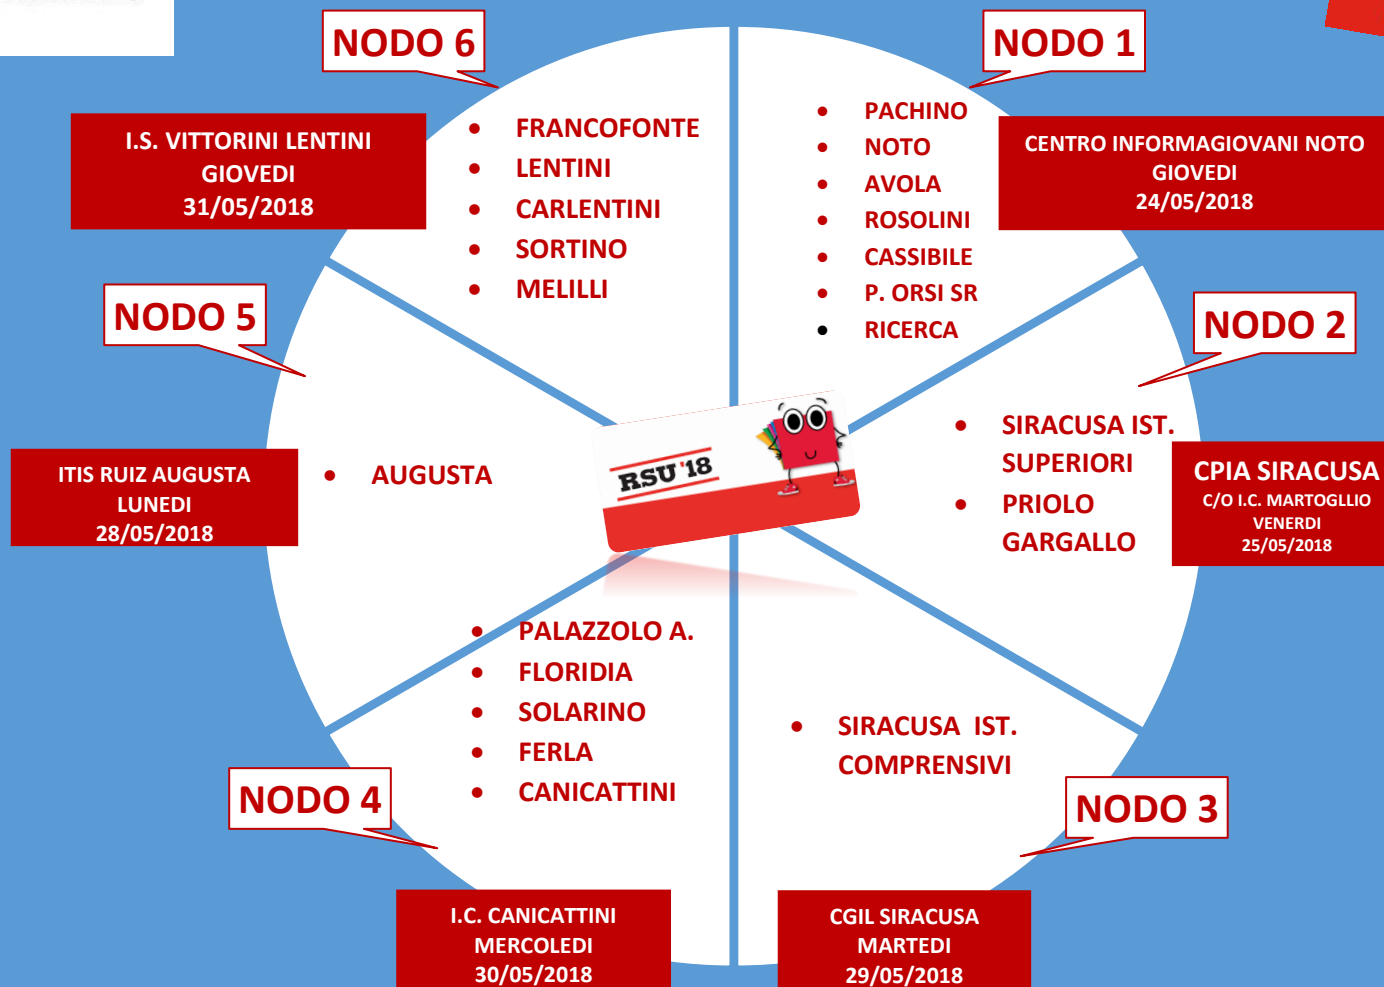 NODO 6
NODO 1
I.S. VITTORINI LENTINI
GIOVEDI
31/05/2018
• FRANCOFONTE
• LENTINI
• CARLENTINI
• SORTINO
• MELILLI
• PACHINO
• NOTO
• AVOLA
• ROSOLINI
• CASSIBILE
• P. ORSI SR
• RICERCA
CENTRO INFORMAGIOVANI NOTO
GIOVEDI
24/05/2018
NODO 5
NODO 2
ITIS RUIZ AUGUSTA
LUNEDI
28/05/2018
• AUGUSTA
RSU '18
• SIRACUSA IST.
SUPERIORI
• PRIOLO
GARGALLO
CPIA SIRACUSA
C/O I.C. MARTOGLLIO
VENERDI
25/05/2018
• PALAZZOLO A.
• FLORIDIA
• SOLARINO
• FERLA
• CANICATTINI
• SIRACUSA IST.
COMPRENSIVI
NODO 4
NODO 3
I.C. CANICATTINI
MERCOLEDI
30/05/2018
CGIL SIRACUSA
MARTEDI
29/05/2018